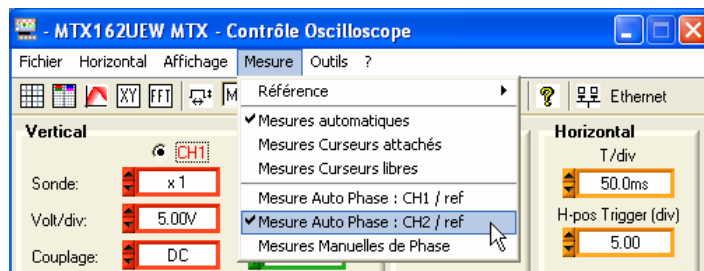 - MTX162UEW MTX - Contrôle Oscilloscope
Fichier Horizontal Affichage Mesure Outils ?
XY FFT M ? Ethernet
Référence
Mesures automatiques
Mesures Curseurs attachés
Mesures Curseurs libres
Mesure Auto Phase : CH1 / ref
Mesure Auto Phase : CH2 / ref
Mesures Manuelles de Phase
Vertical
CH1
Sonde: x 1
Volt/div: 5.00V
Couplage: DC
Horizontal
T/div
50.0ms
H-pos Trigger (div)
5.00